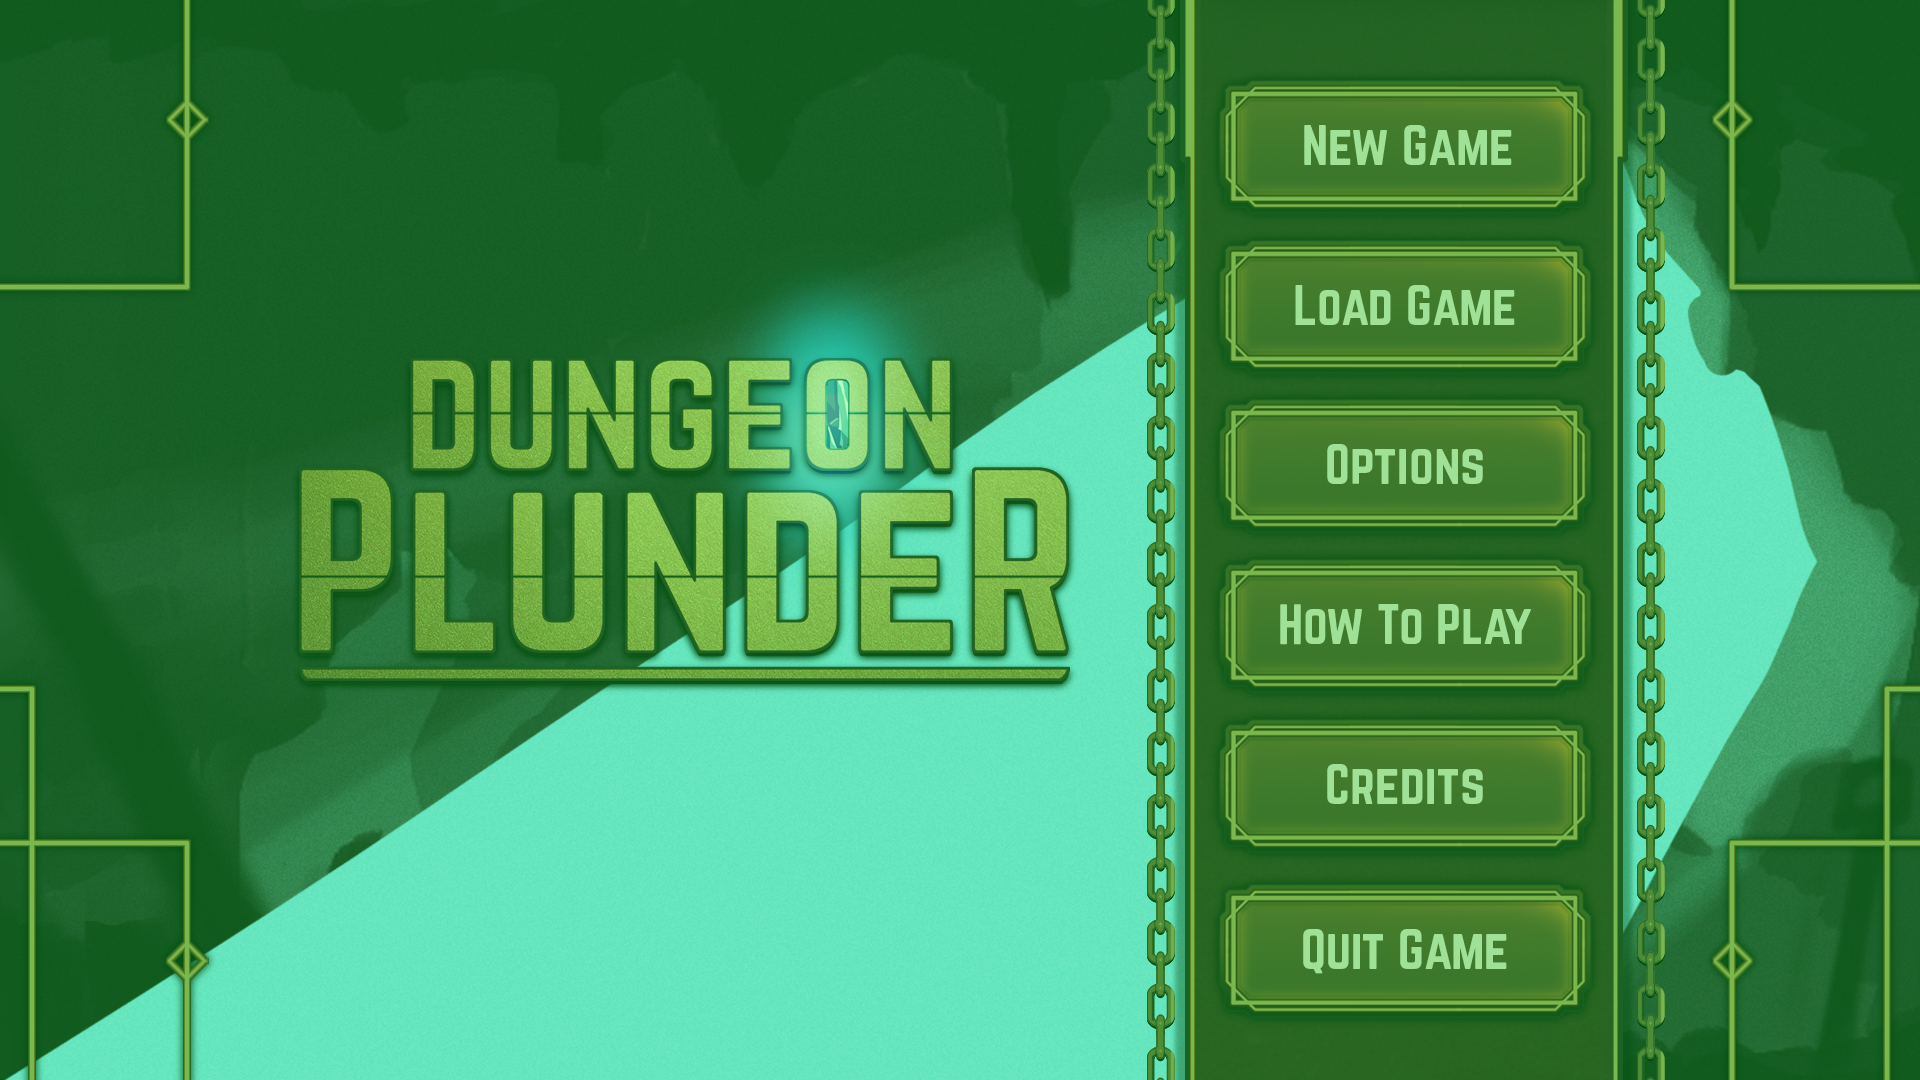 DUNGEON
PLUNDER
NEW GAME
LOAD GAME
OPTIONS
HOW TO PLAY
CREDITS
QUIT GAME